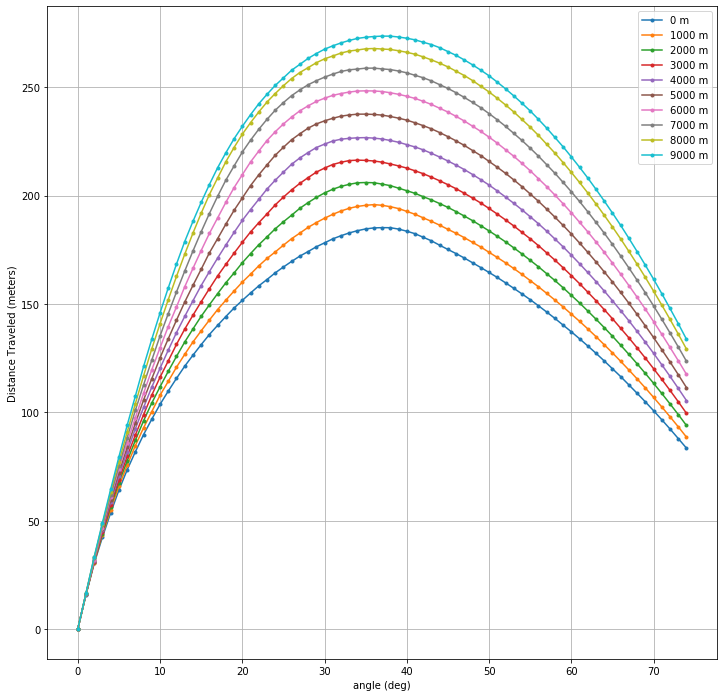 0 m
1000 m
2000 m
3000 m
4000 m
5000 m
6000 m
7000 m
8000 m
9000 m
250
200
150
100
50
0
Distance Traveled (meters)
0 10 20 30 40 50 60 70
angle (deg)